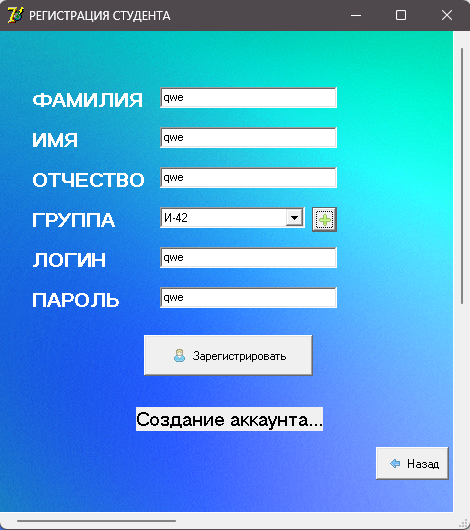 РЕГИСТРАЦИЯ СТУДЕНТА
ФАМИЛИЯ qwe
ИМЯ qwe
ОТЧЕСТВО qwe
ГРУППА И-42
ЛОГИН qwe
ПАРОЛЬ qwe
Зарегистрировать
Создание аккаунта...
Назад